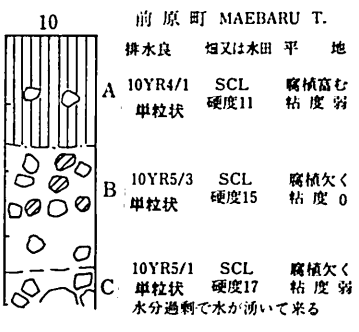 10 前原町 MAEBARU T.
排水良 畑又は水田 平 地
A 10YR4/1 SCL 腐植富む
単粒状 硬度11 粘度弱
B 10YR5/3 SCL 腐植欠く
単粒状 硬度15 粘度 0
C 10YR5/1 SCL 腐植欠く
単粒状 硬度17 粘度弱
水分過剰で水が湧いて来る